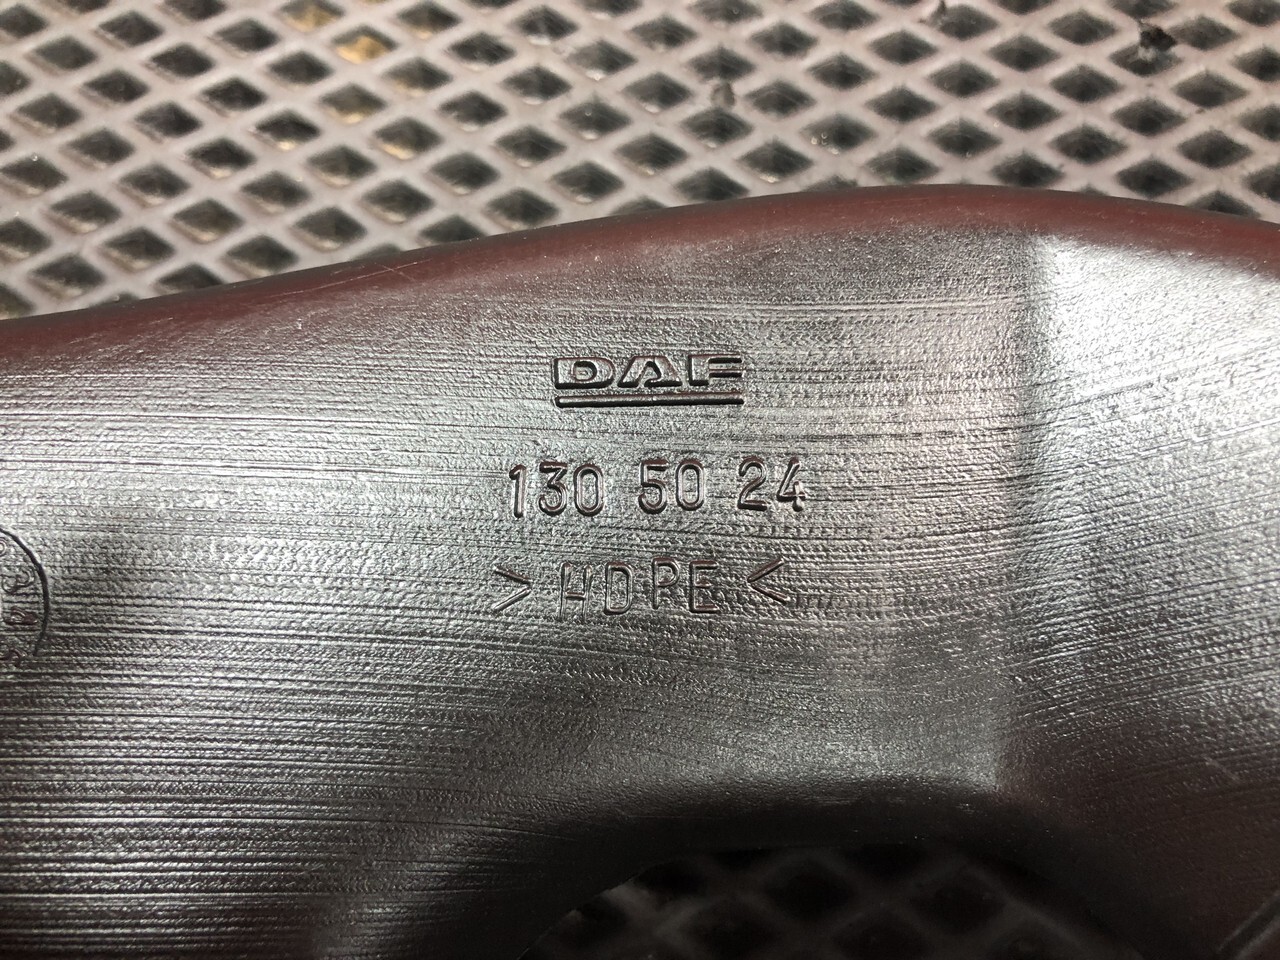 DAF
130 50 24
> HDPE <